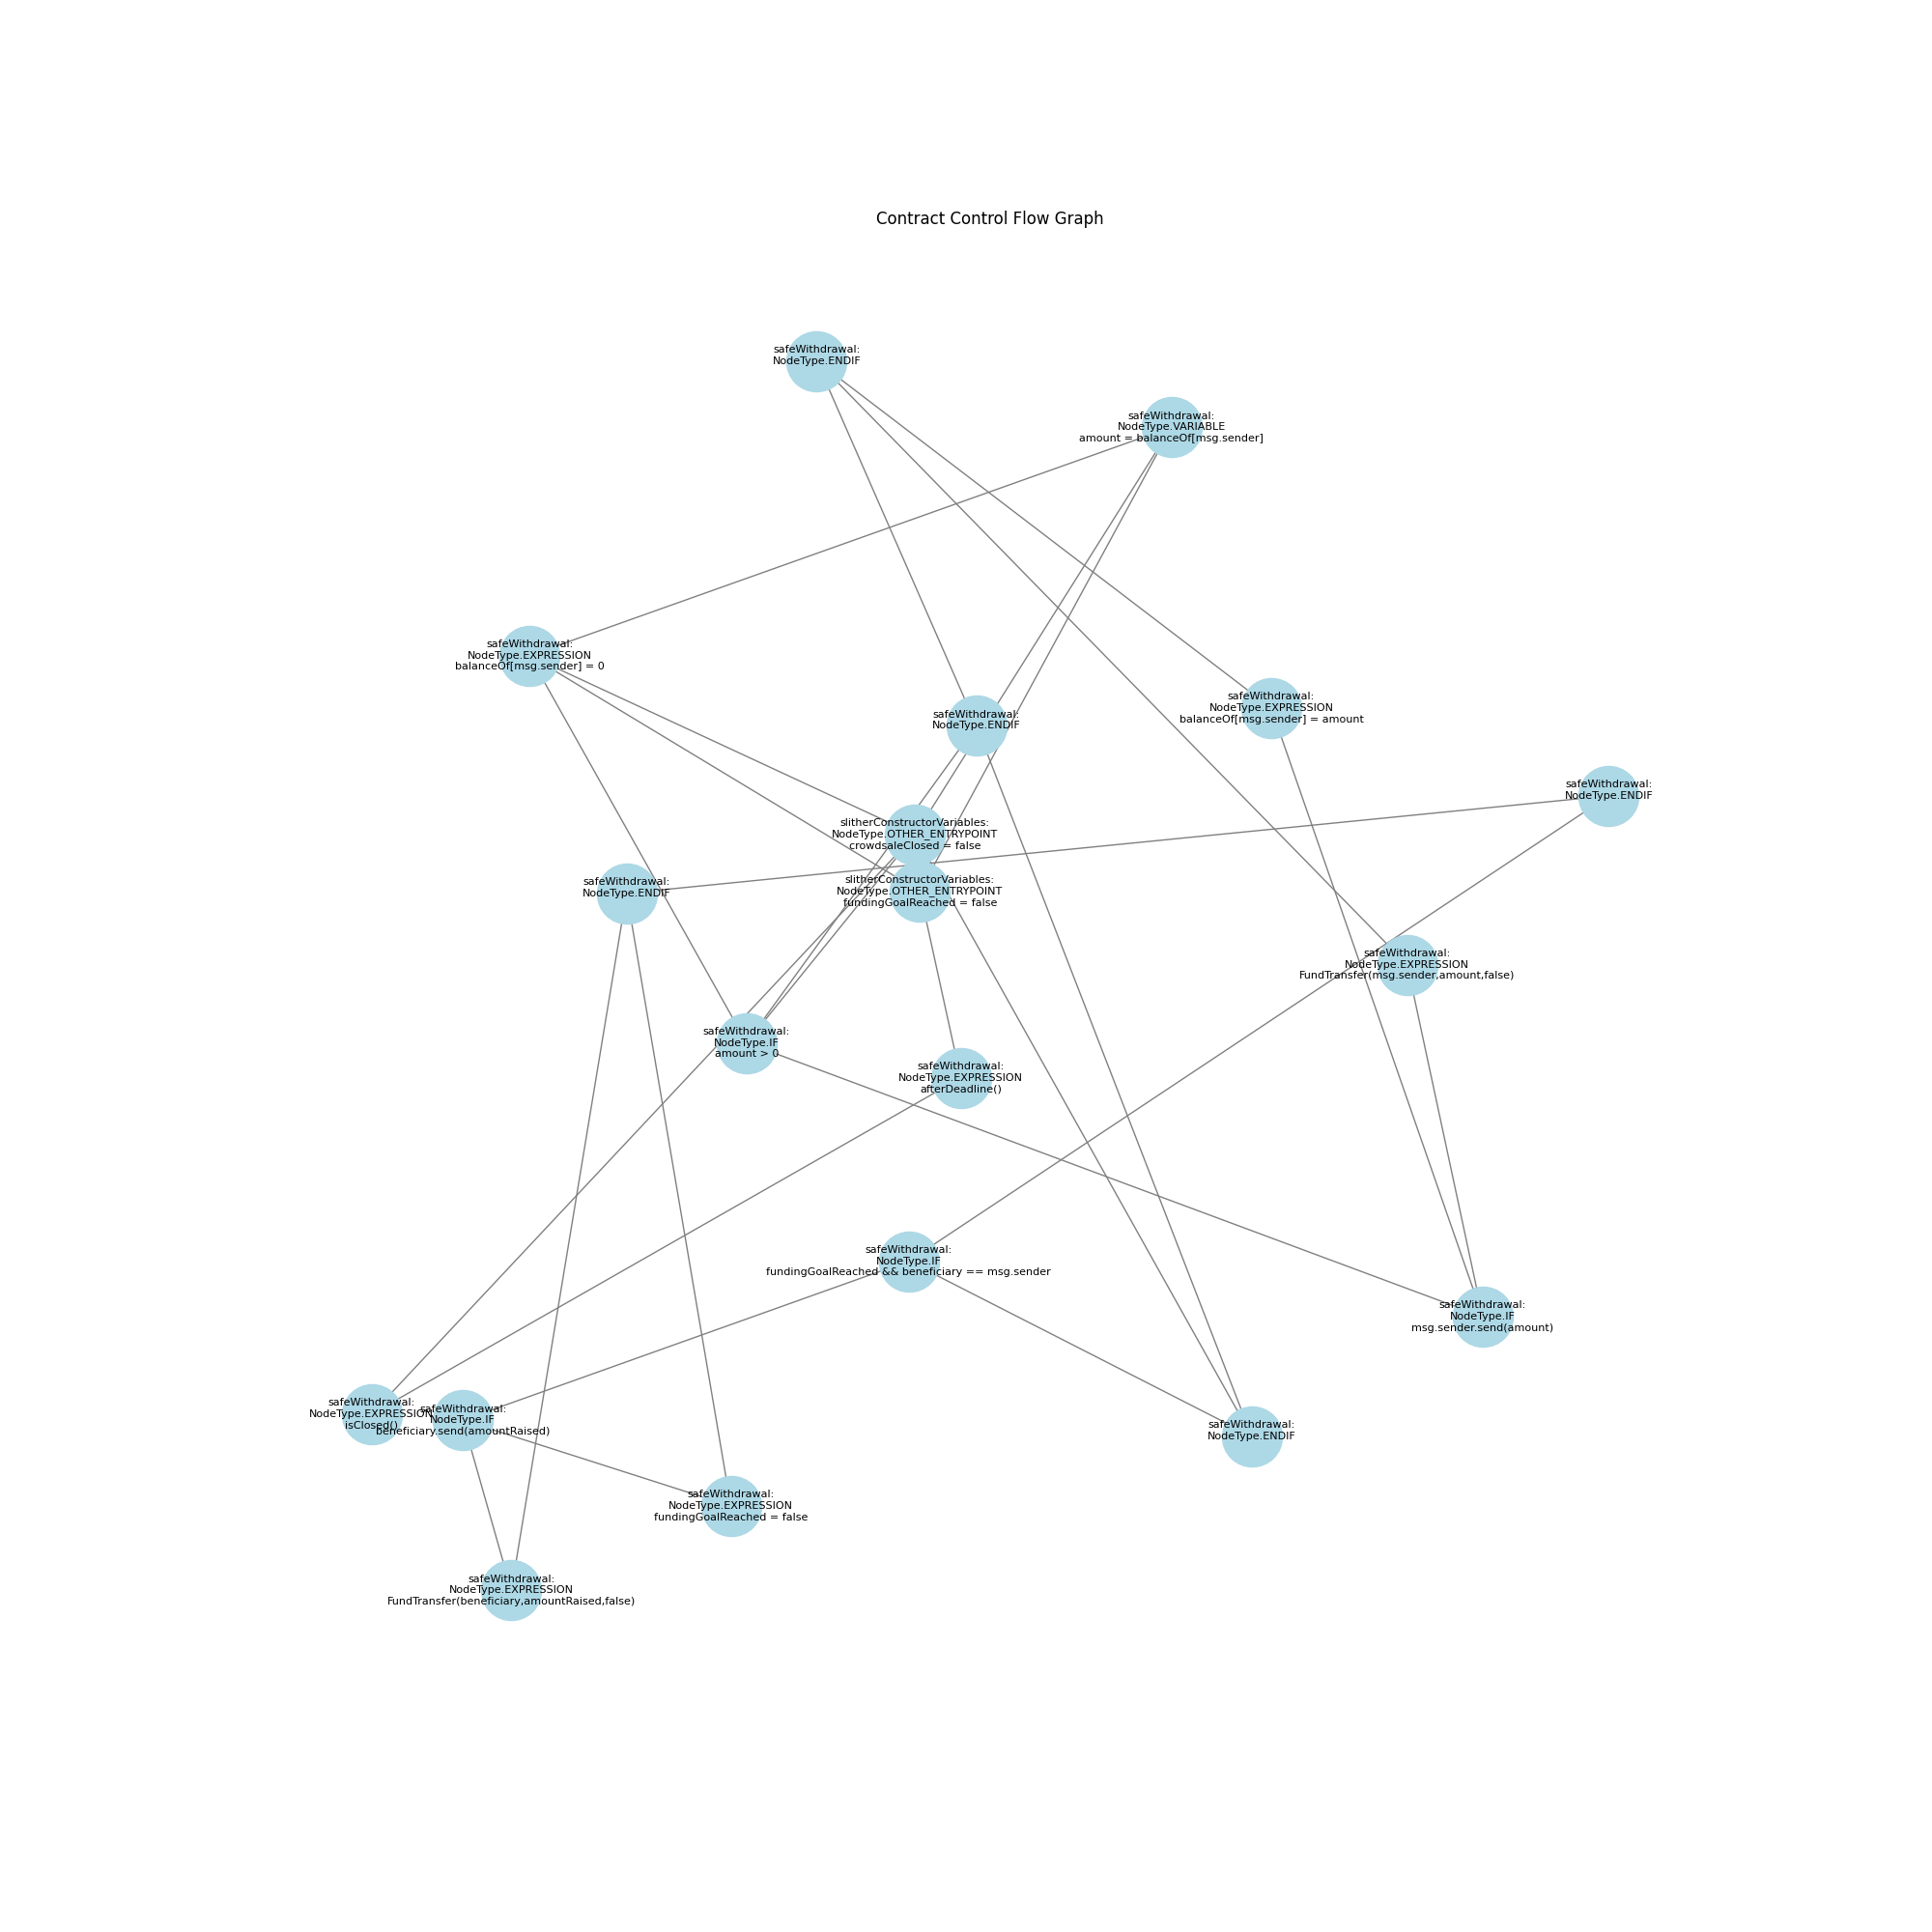 Contract Control Flow Graph
safeWithdrawal:
NodeType.ENDIF
safeWithdrawal:
NodeType.VARIABLE
amount = balanceOf[msg.sender]
safeWithdrawal:
NodeType.EXPRESSION
balanceOf[msg.sender] = 0
safeWithdrawal:
NodeType.EXPRESSION
balanceOf[msg.sender] = amount
safeWithdrawal:
NodeType.ENDIF
safeWithdrawal:
NodeType.ENDIF
slitherConstructorVariables:
NodeType.OTHER_ENTRYPOINT
crowdsaleClosed = false
safeWithdrawal:
NodeType.ENDIF
slitherConstructorVariables:
NodeType.OTHER_ENTRYPOINT
fundingGoalReached = false
safeWithdrawal:
NodeType.EXPRESSION
FundTransfer(msg.sender,amount,false)
safeWithdrawal:
NodeType.IF
amount > 0
safeWithdrawal:
NodeType.EXPRESSION
afterDeadline()
safeWithdrawal:
NodeType.IF
fundingGoalReached && beneficiary == msg.sender
safeWithdrawal:
NodeType.IF
msg.sender.send(amount)
safeWithdrawal:
NodeType.EXPRESSION
isClosed()
safeWithdrawal:
NodeType.IF
beneficiary.send(amountRaised)
safeWithdrawal:
NodeType.ENDIF
safeWithdrawal:
NodeType.EXPRESSION
fundingGoalReached = false
safeWithdrawal:
NodeType.EXPRESSION
FundTransfer(beneficiary,amountRaised,false)